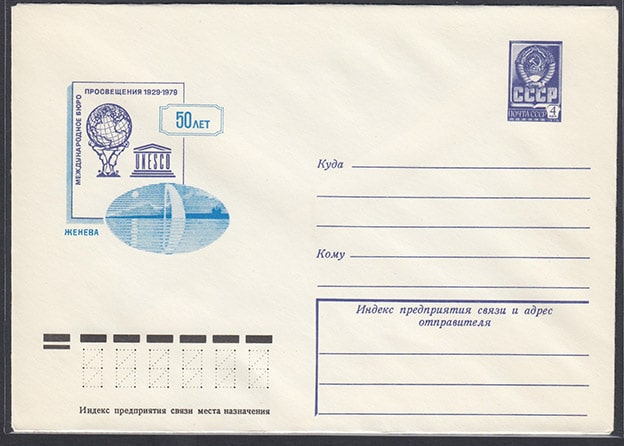 МЕЖДУНАРОДНОЕ БЮРО
ПРОСВЕЩЕНИЯ 1929-1979
50 ЛЕТ
UNESCO
ЖЕНЕВА
СССР
ПОЧТА СССР
4
Куда
Кому
Индекс предприятия связи и адрес
отправителя
Индекс предприятия связи места назначения